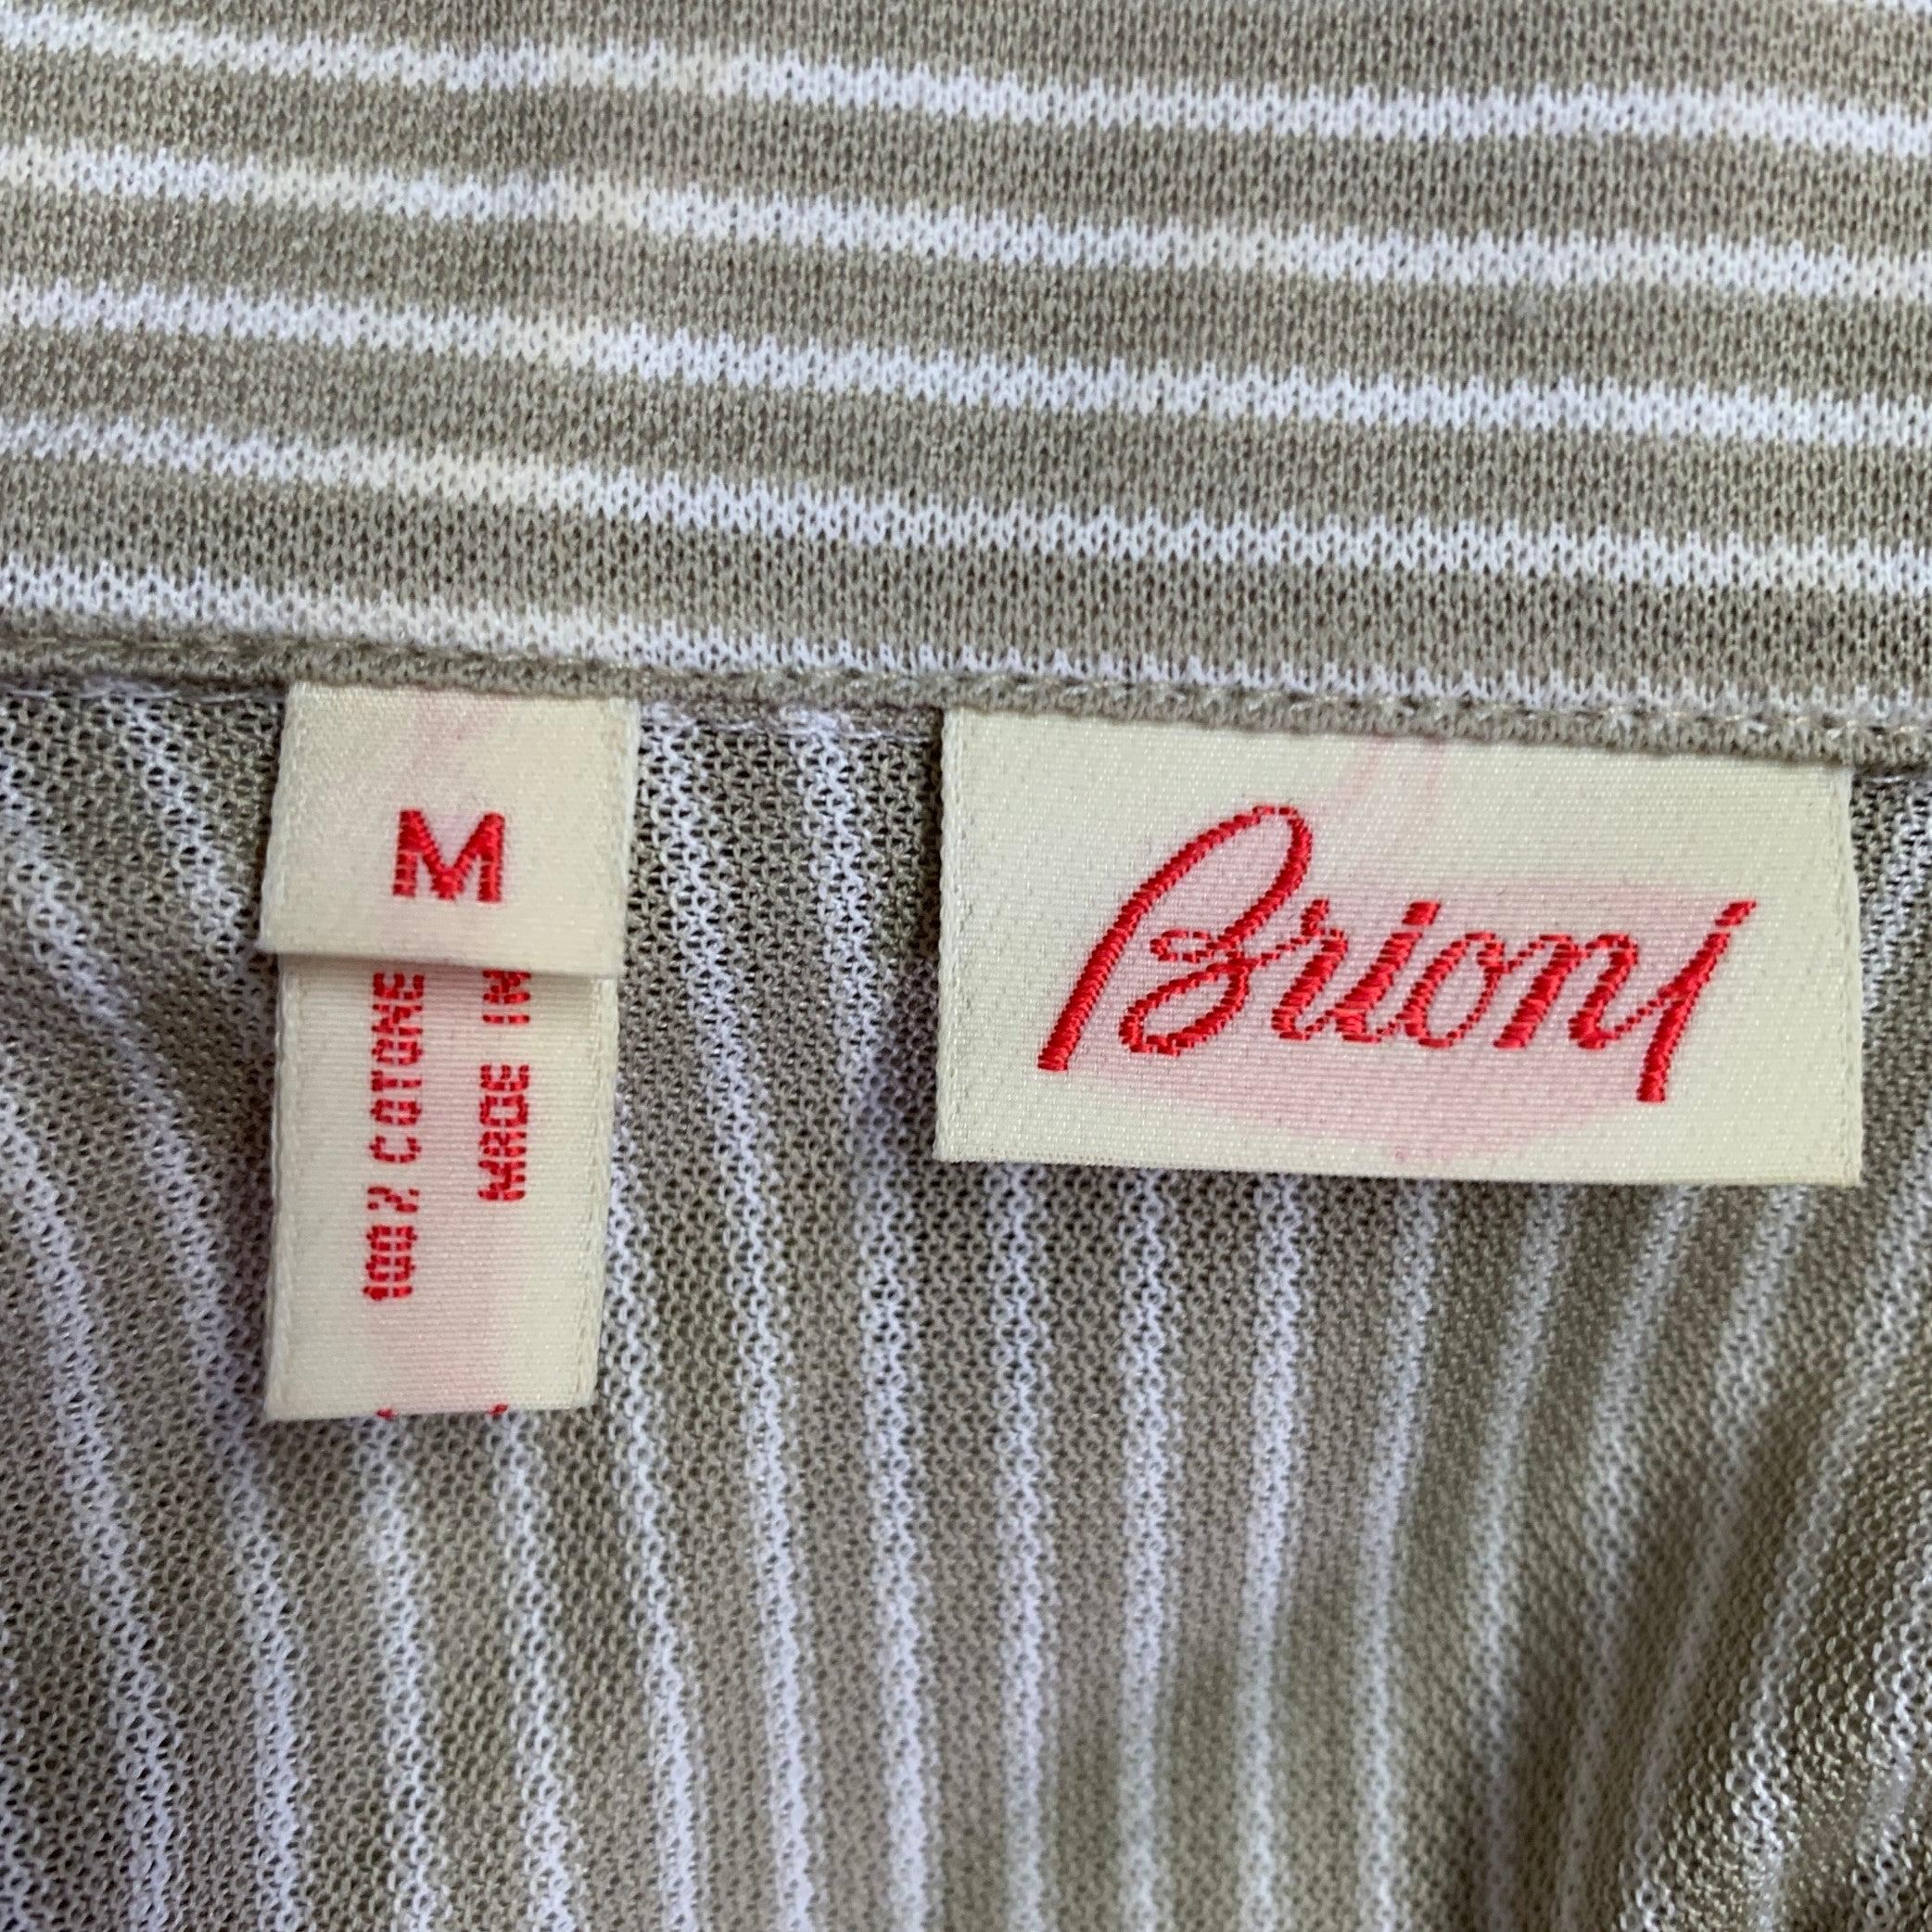 M
100% COTONE
MADE IN
Brioni